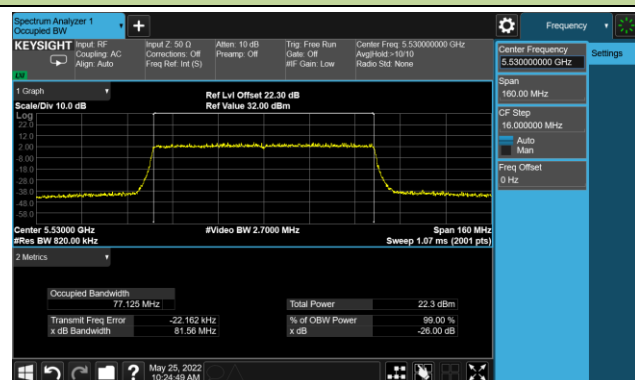 Spectrum Analyzer 1
Occupied BW
Frequency
KEYSIGHT
Input: RF
Coupling: AC
Align: Auto
Input Z: 50 Ω
Corrections: Off
Freq Ref: Int (S)
Atten: 10 dB
Preamp: Off
Trig: Free Run
Gate: Off
#IF Gain: Low
Center Freq: 5.530000000 GHz
Avg|Hold:>10/10
Radio Std: None
LW
Center Frequency
5.530000000 GHz
Settings
Span
160.00 MHz
CF Step
16.000000 MHz
Auto
Man
Freq Offset
0 Hz
1 Graph
Scale/Div 10.0 dB
Ref Lvl Offset 22.30 dB
Ref Value 32.00 dBm
Log
22.0
12.0
2.00
-8.00
-18.0
-28.0
-38.0
-48.0
-58.0
Center 5.53000 GHz
#Res BW 820.00 kHz
#Video BW 2.7000 MHz
Span 160 MHz
Sweep 1.07 ms (2001 pts)
2 Metrics
Occupied Bandwidth
77.125 MHz
Total Power 22.3 dBm
Transmit Freq Error -22.162 kHz
% of OBW Power 99.00 %
x dB Bandwidth 81.56 MHz
x dB -26.00 dB
?
May 25, 2022
10:24:49 AM